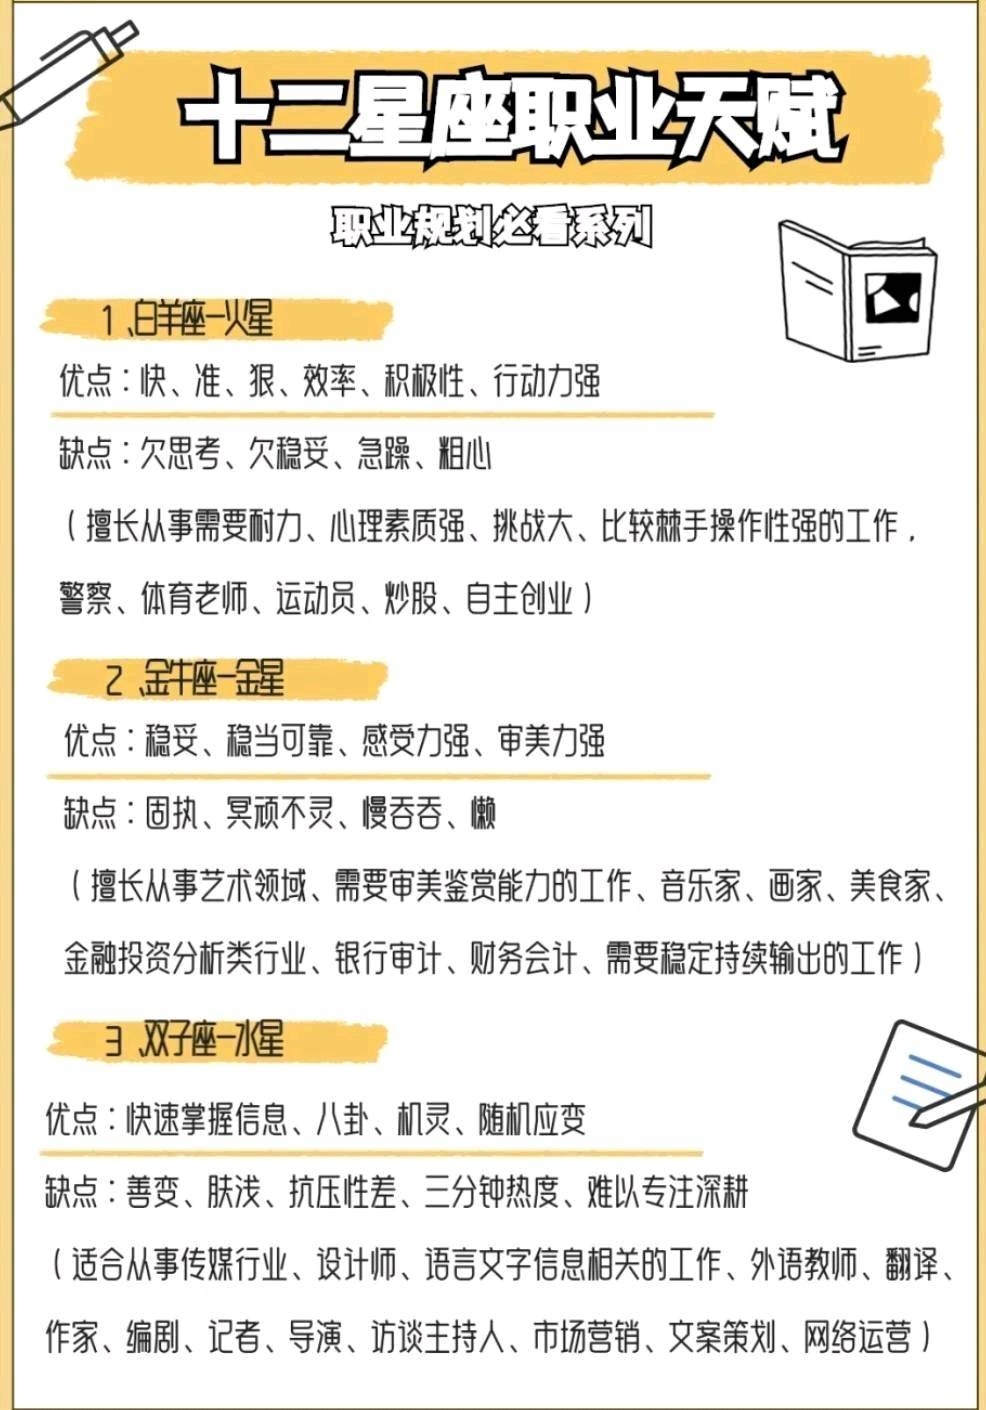 十二星座职业天赋
职业规划必看系列
1、白羊座—火星
优点：快、准、狠、效率、积极性、行动力强
缺点：欠思考、欠稳妥、急躁、粗心
（擅长从事需要耐力、心理素质强、挑战大、比较棘手操作性强的工作，
警察、体育老师、运动员、炒股、自主创业）
2、金牛座—金星
优点：稳妥、稳当可靠、感受力强、审美力强
缺点：固执、冥顽不灵、慢吞吞、懒
（擅长从事艺术领域、需要审美鉴赏能力的工作、音乐家、画家、美食家、
金融投资分析类行业、银行审计、财务会计、需要稳定持续输出的工作）
3、双子座—水星
优点：快速掌握信息、八卦、机灵、随机应变
缺点：善变、肤浅、抗压性差、三分钟热度、难以专注深耕
（适合从事传媒行业、设计师、语言文字信息相关的工作、外语教师、翻译、
作家、编剧、记者、导演、访谈主持人、市场营销、文案策划、网络运营）